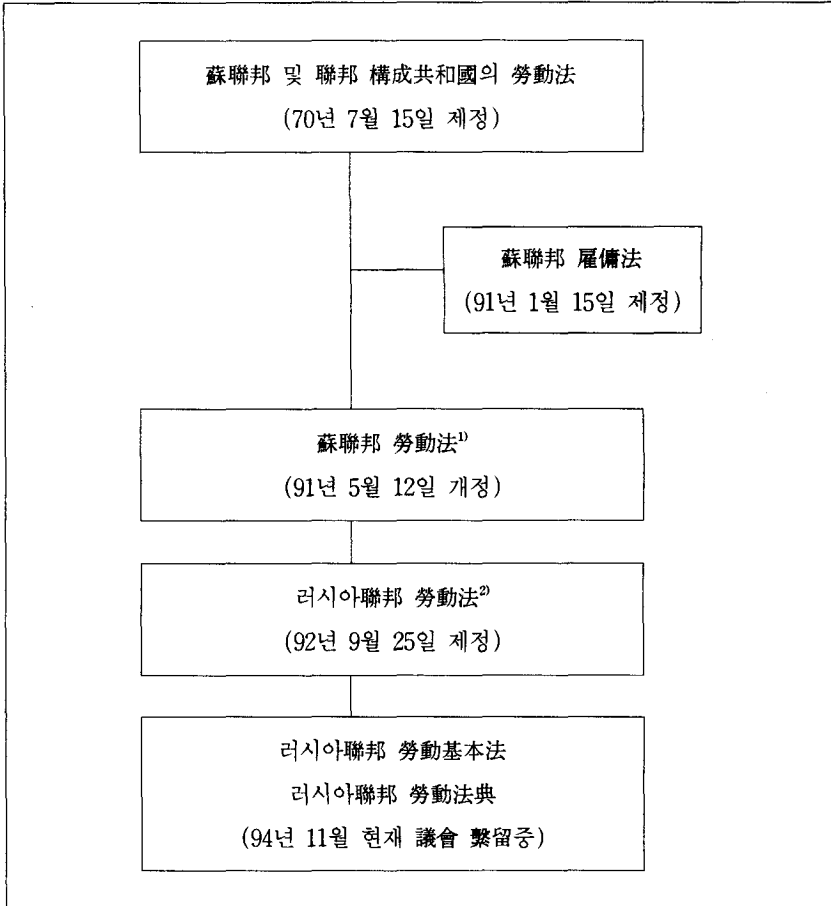 蘇聯邦 및 聯邦 構成共和國의 勞動法
(70년 7월 15일 제정)
蘇聯邦 雇傭法
(91년 1월 15일 제정)
蘇聯邦 勞動法¹⁾
(91년 5월 12일 개정)
러시아聯邦 勞動法²⁾
(92년 9월 25일 제정)
러시아聯邦 勞動基本法
러시아聯邦 勞動法典
(94년 11월 현재 議會 繫留중)